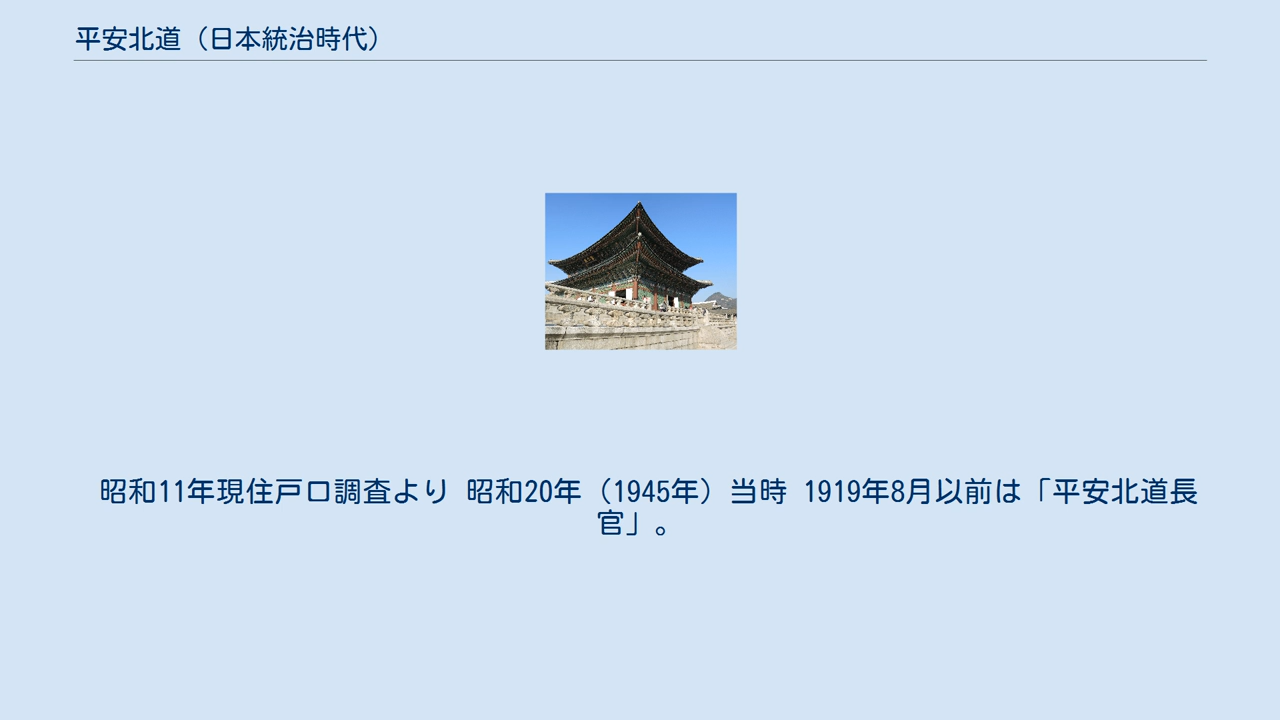 平安北道（日本統治時代）
昭和11年現住戸口調査より 昭和20年（1945年）当時 1919年8月以前は「平安北道長
官」。